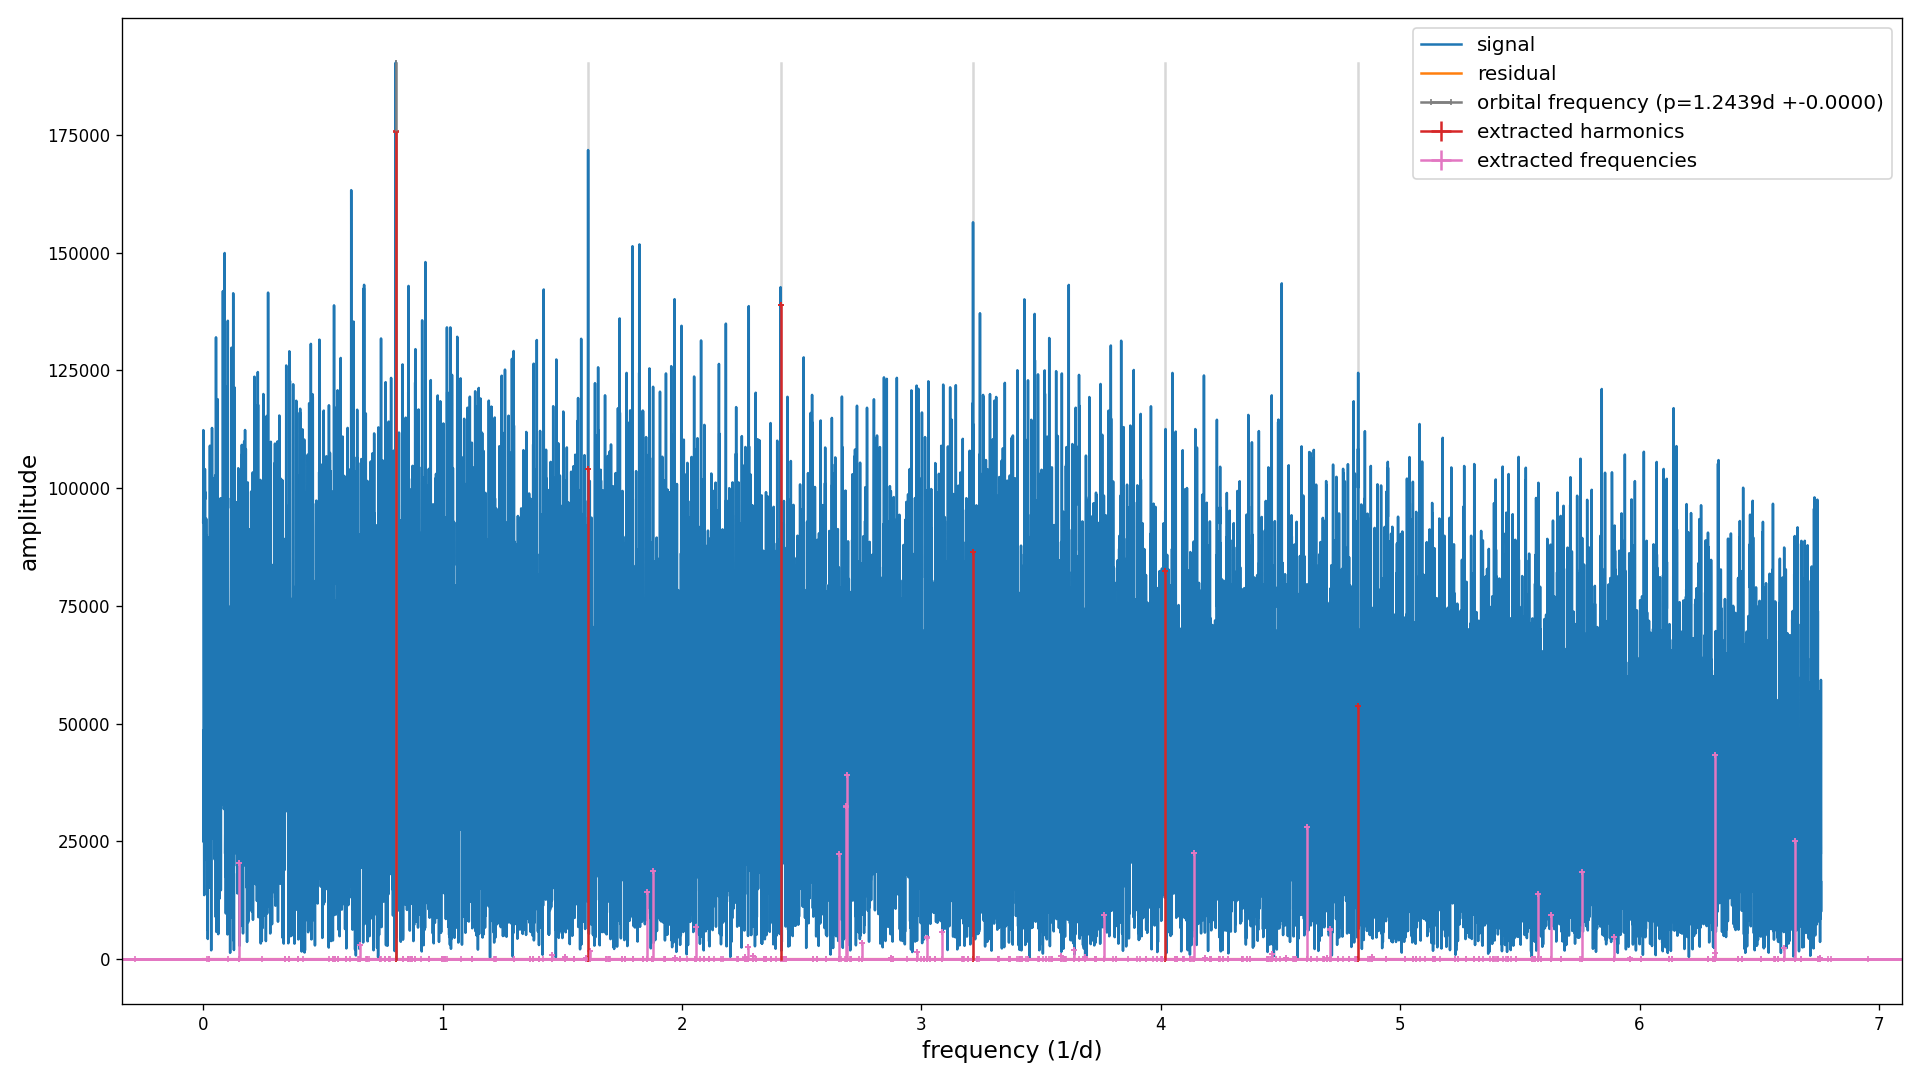 signal
residual
orbital frequency (p=1.2439d +-0.0000)
extracted harmonics
extracted frequencies
175000
150000
125000
100000
75000
50000
25000
0
amplitude
0 1 2 3 4 5 6 7
frequency (1/d)